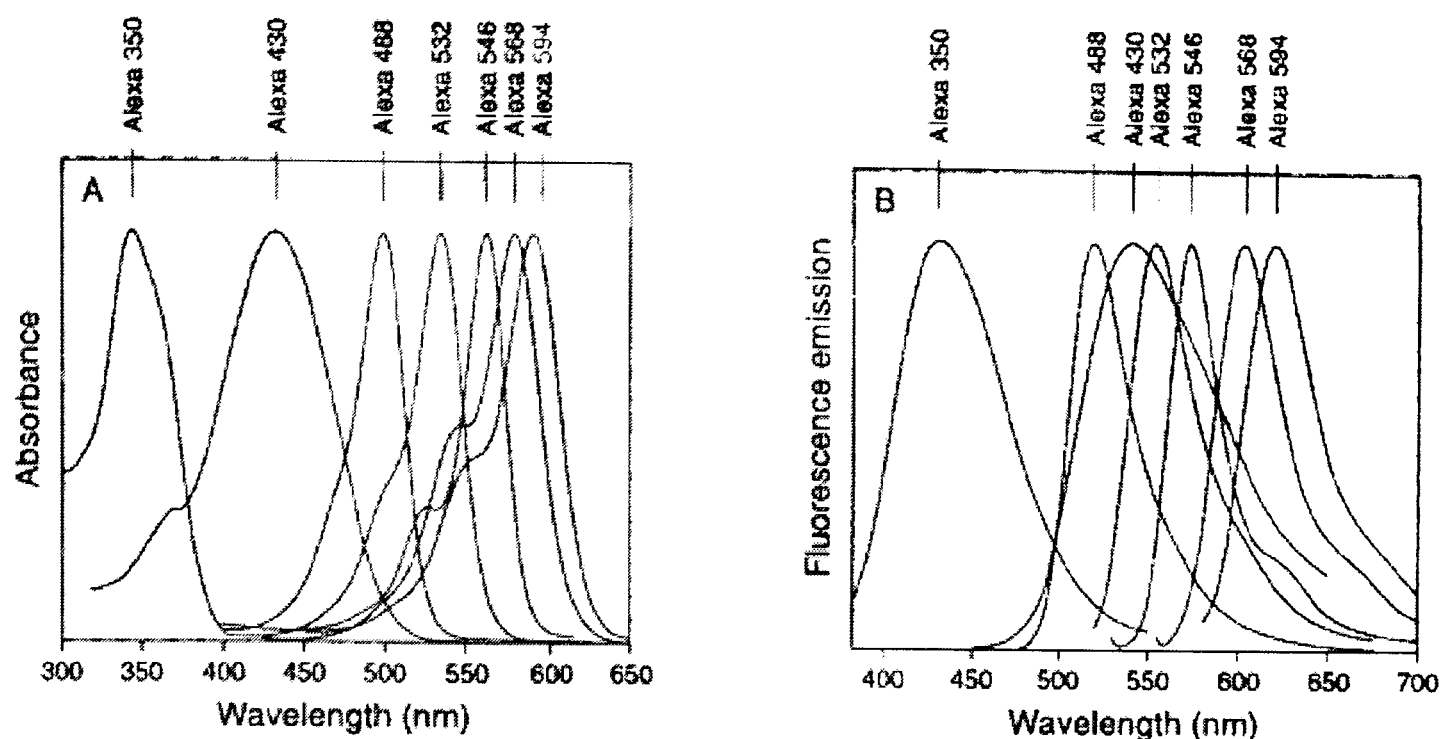 Alexa 350
Alexa 430
Alexa 488
Alexa 532
Alexa 546
Alexa 568
Alexa 594
A
Absorbance
300 350 400 450 500 550 600 650
Wavelength (nm)
Alexa 350
Alexa 488
Alexa 430
Alexa 532
Alexa 546
Alexa 568
Alexa 594
B
Fluorescence emission
400 450 500 550 600 650 700
Wavelength (nm)